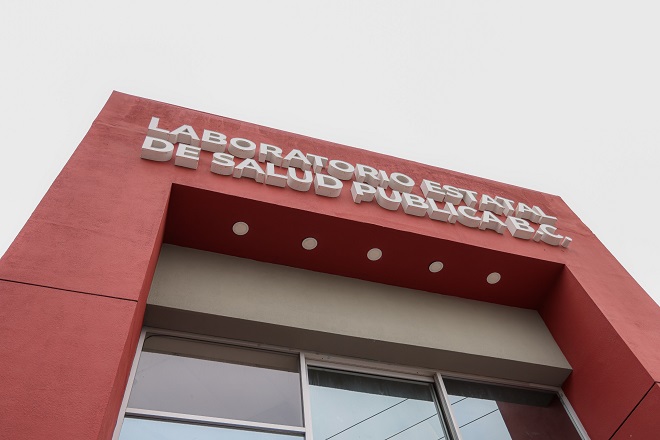 LABORATORIO ESTATAL
DE SALUD PUBLICA B.C.